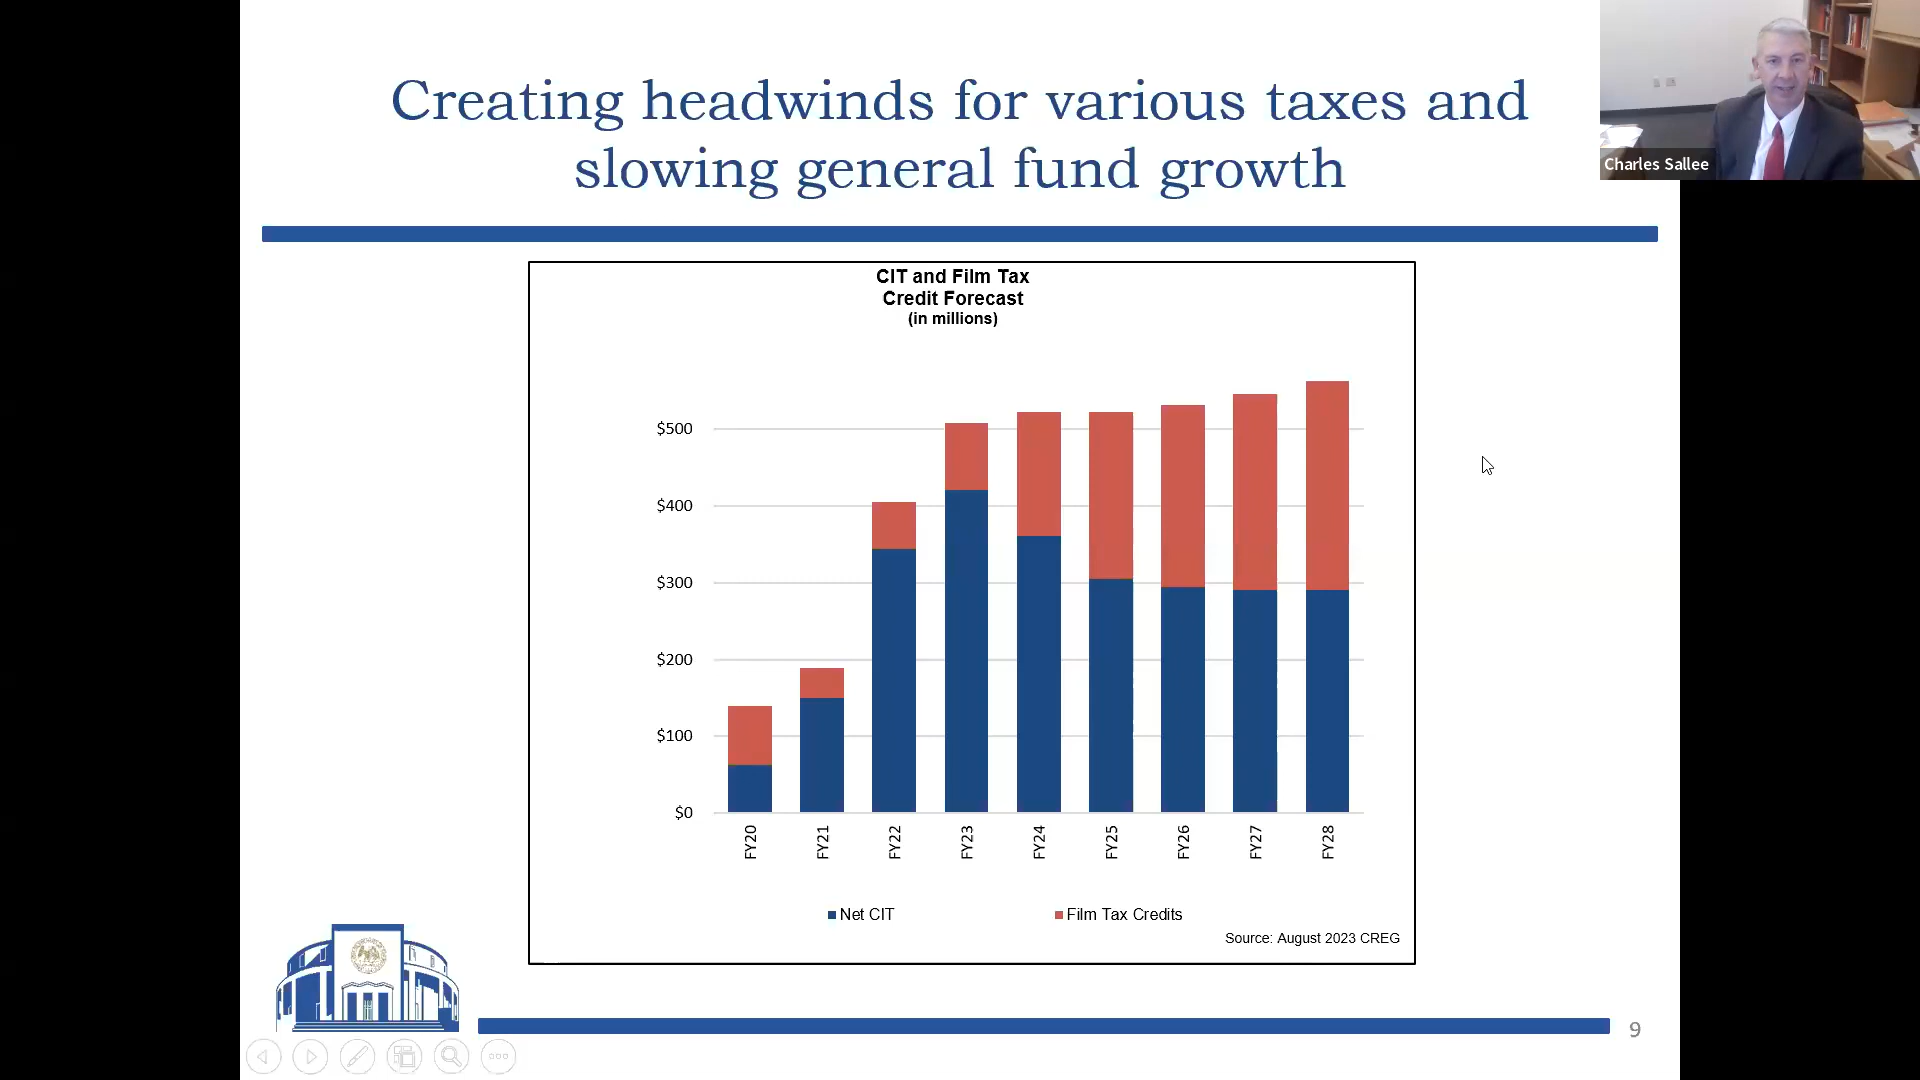 Creating headwinds for various taxes and
slowing general fund growth
Charles Sallee
CIT and Film Tax
Credit Forecast
(in millions)
$500
$400
$300
$200
$100
$0
FY20
FY21
FY22
FY23
FY24
FY25
FY26
FY27
FY28
Net CIT
Film Tax Credits
Source: August 2023 CREG
9